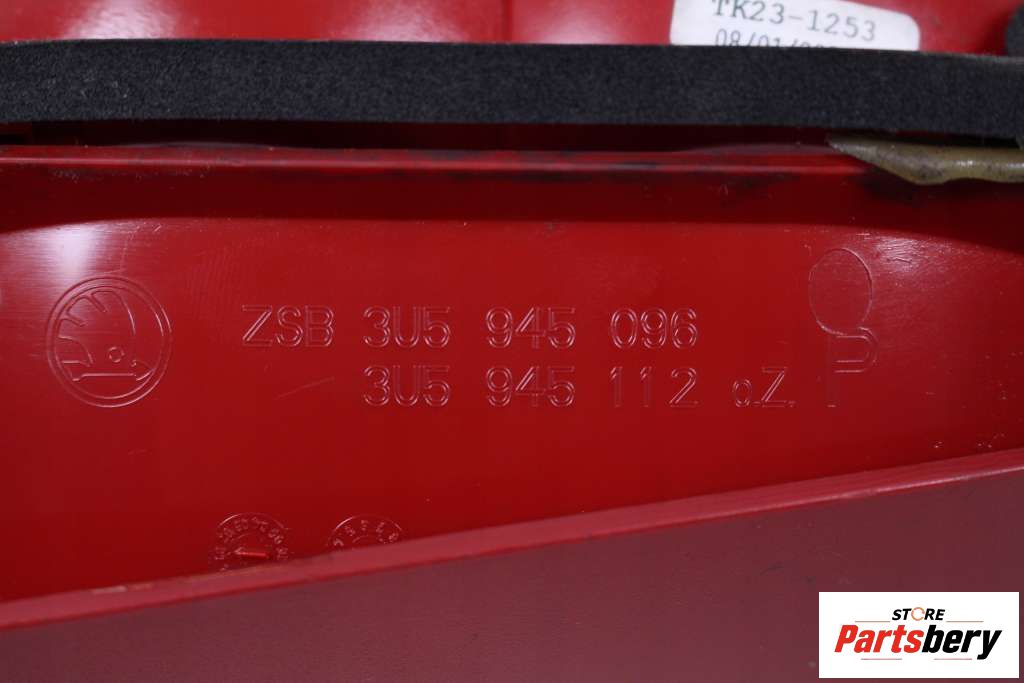 TK23-1253
ZSB 3U5 945 096
3U5 945 112 o.Z.
P
STORE
Partsbery